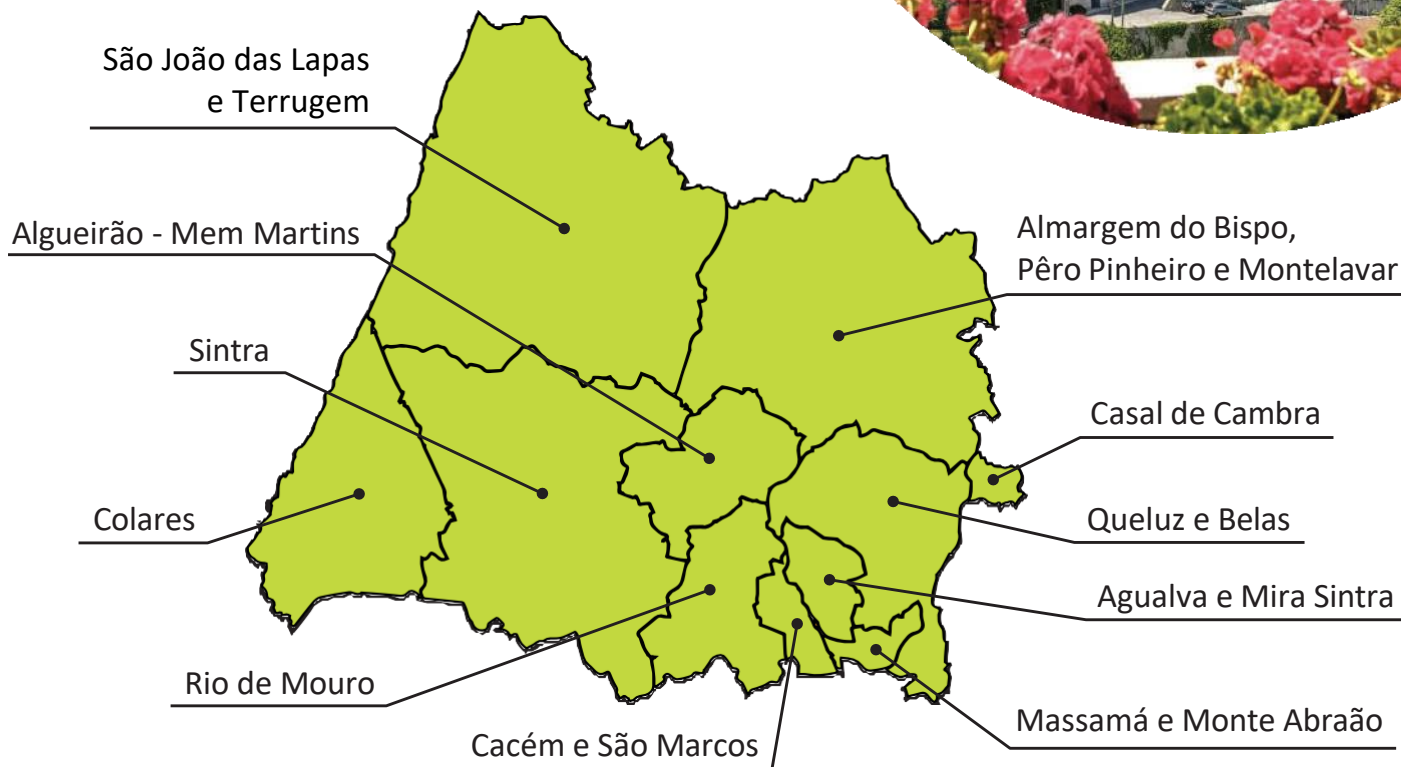 São João das Lapas
e Terrugem
Algueirão - Mem Martins
Almargem do Bispo,
Pêro Pinheiro e Montelavar
Sintra
Casal de Cambra
Colares
Queluz e Belas
Agualva e Mira Sintra
Rio de Mouro
Massamá e Monte Abraão
Cacém e São Marcos